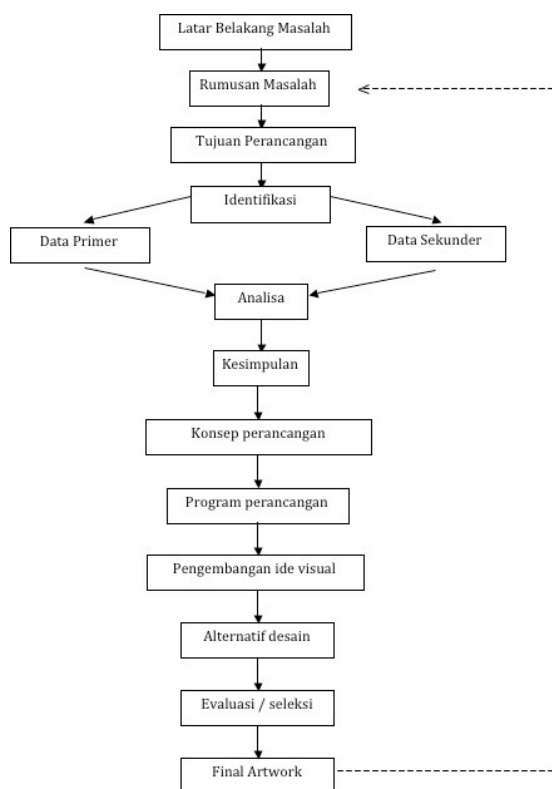 Latar Belakang Masalah
Rumusan Masalah
Tujuan Perancangan
Identifikasi
Data Primer
Data Sekunder
Analisa
Kesimpulan
Konsep perancangan
Program perancangan
Pengembangan ide visual
Alternatif desain
Evaluasi / seleksi
Final Artwork